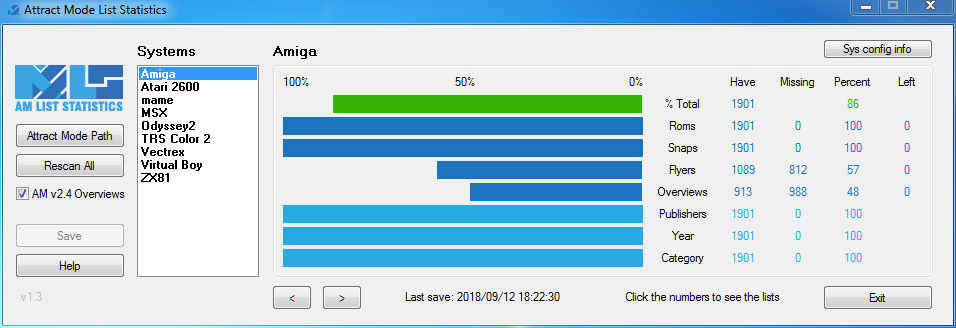 Attract Mode List Statistics
Systems
Amiga
Sys config info
MLS
AM LIST STATISTICS
Attract Mode Path
Rescan All
AM v2.4 Overviews
Save
Help
v1.3
Amiga
Atari 2600
mame
MSX
Odyssey2
TRS Color 2
Vectrex
Virtual Boy
ZX81
100% 50% 0% Have Missing Percent Left
% Total 1901 86
Roms 1901 0 100 0
Snaps 1901 0 100 0
Flyers 1089 812 57 0
Overviews 913 988 48 0
Publishers 1901 0 100
Year 1901 0 100
Category 1901 0 100
< > Last save: 2018/09/12 18:22:30 Click the numbers to see the lists Exit